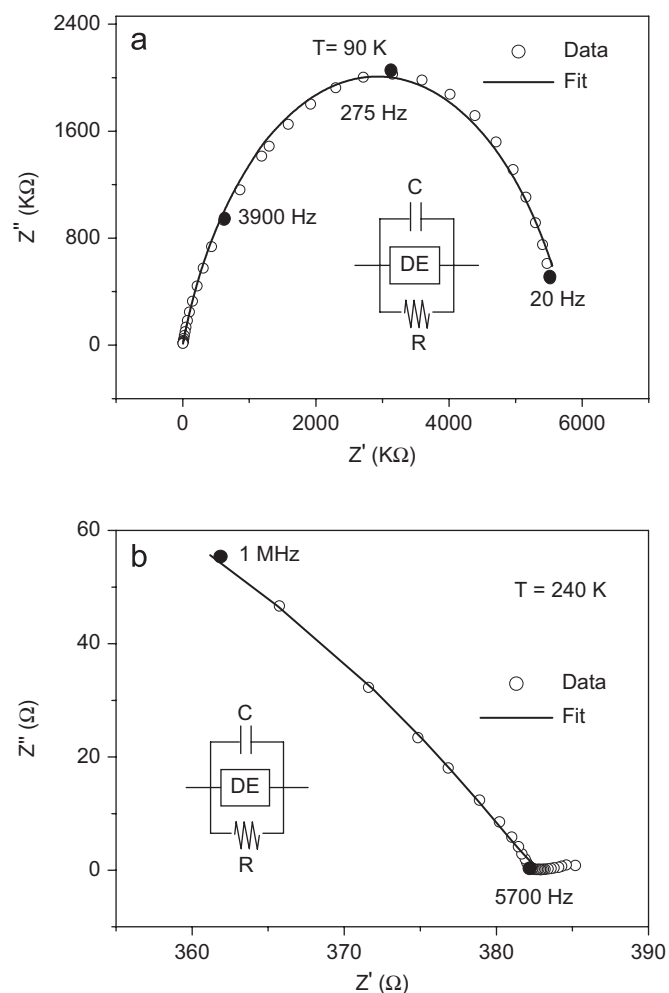 a
2400
1600
800
0
Z'' (KΩ)
T= 90 K
Data
Fit
275 Hz
3900 Hz
20 Hz
C
DE
R
0
2000
4000
6000
Z' (KΩ)
b
60
40
20
0
Z'' (Ω)
1 MHz
T = 240 K
Data
Fit
5700 Hz
C
DE
R
360
370
380
390
Z' (Ω)